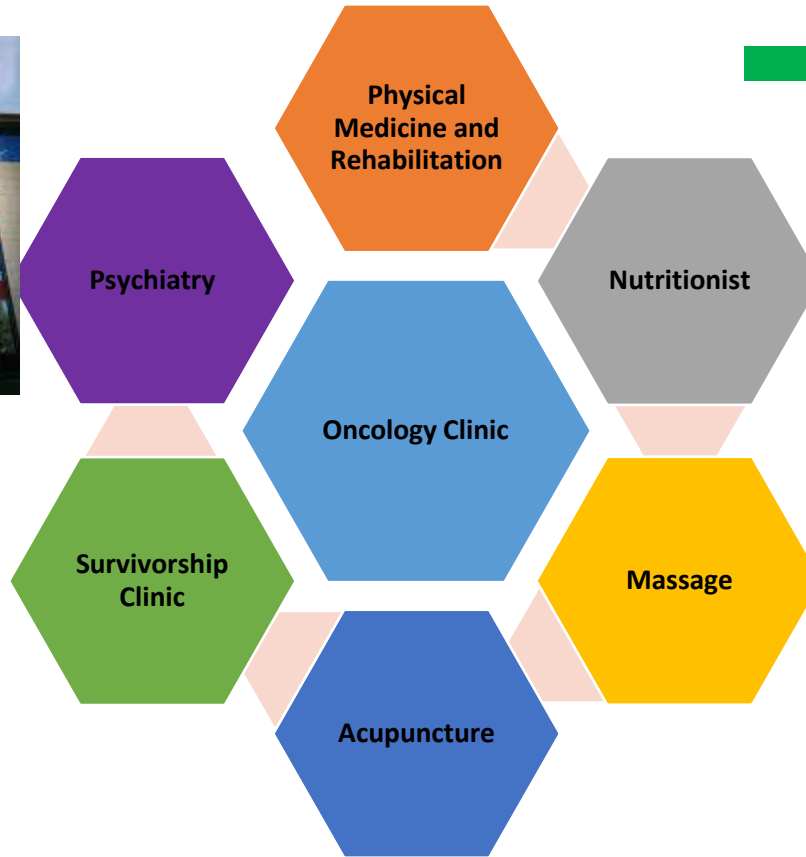 Physical
Medicine and
Rehabilitation
Psychiatry
Nutritionist
Oncology Clinic
Survivorship
Clinic
Massage
Acupuncture